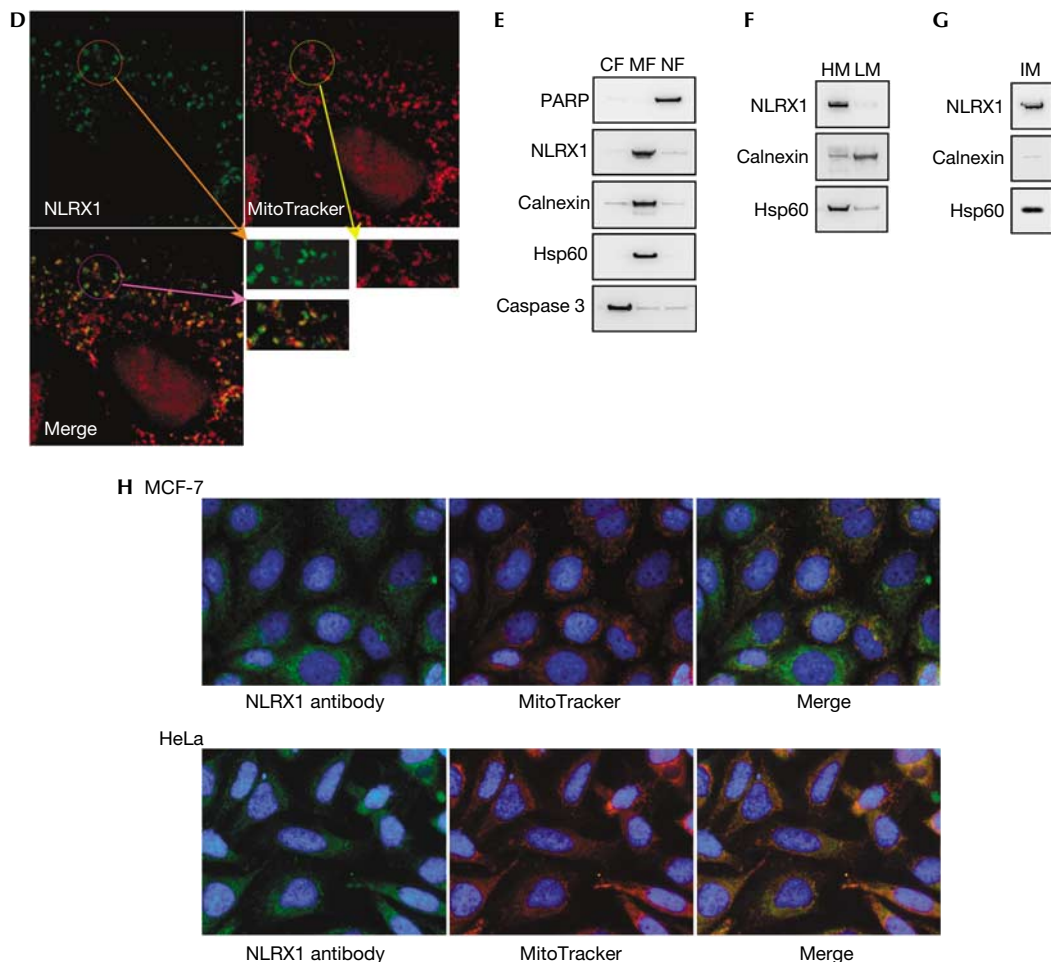 D
NLRX1
MitoTracker
Merge
E
CF MF NF
PARP
NLRX1
Calnexin
Hsp60
Caspase 3
F
HM LM
NLRX1
Calnexin
Hsp60
G
IM
NLRX1
Calnexin
Hsp60
H MCF-7
NLRX1 antibody
MitoTracker
Merge
HeLa
NLRX1 antibody
MitoTracker
Merge